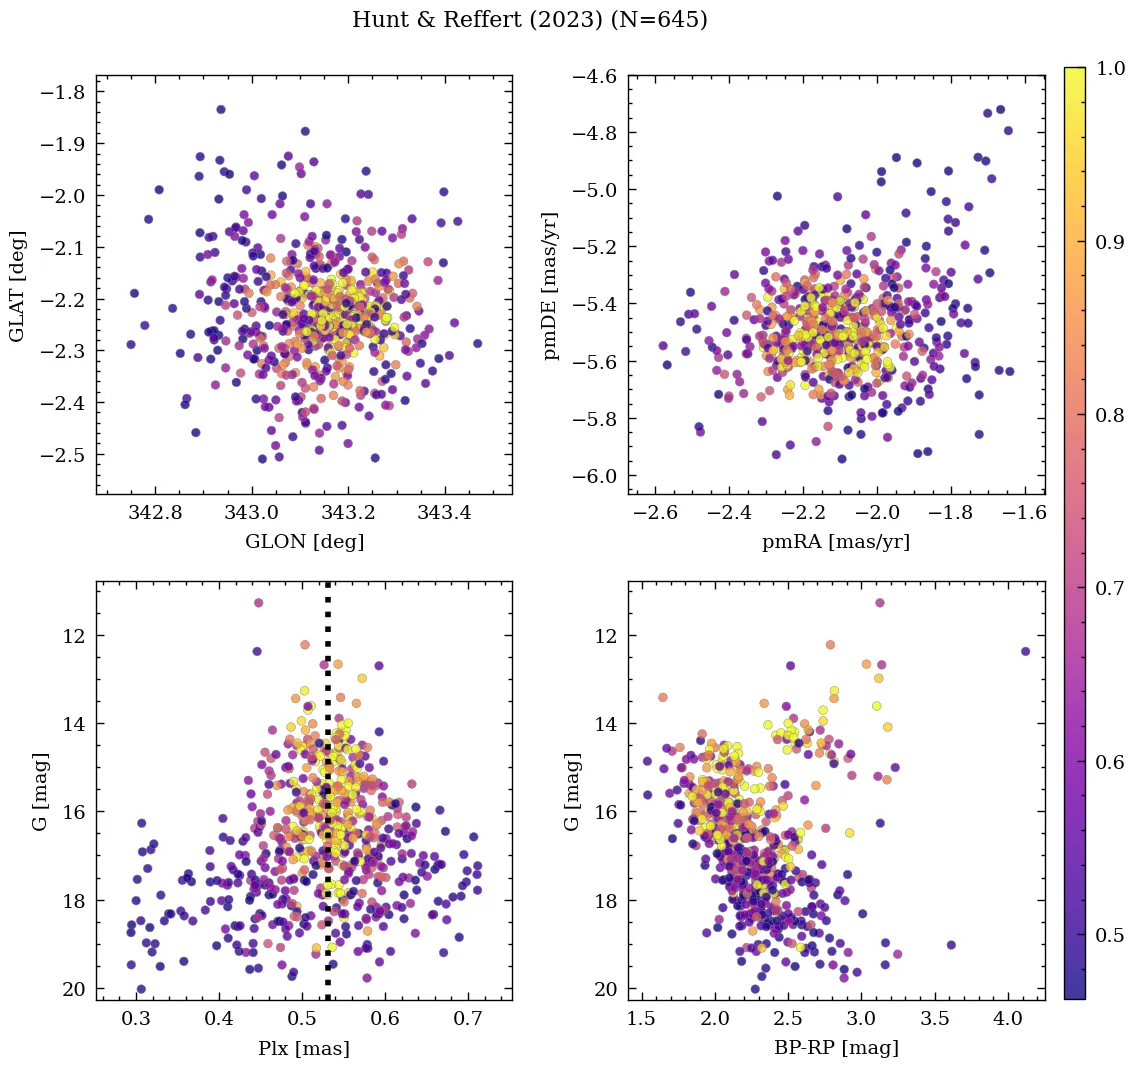 Hunt & Reffert (2023) (N=645)
−1.8
−1.9
−2.0
−2.1
−2.2
−2.3
−2.4
−2.5
GLAT [deg]
342.8 343.0 343.2 343.4
GLON [deg]
−4.6
−4.8
−5.0
−5.2
−5.4
−5.6
−5.8
−6.0
pmDE [mas/yr]
−2.6 −2.4 −2.2 −2.0 −1.8 −1.6
pmRA [mas/yr]
12
14
16
18
20
G [mag]
0.3 0.4 0.5 0.6 0.7
Plx [mas]
12
14
16
18
20
G [mag]
1.5 2.0 2.5 3.0 3.5 4.0
BP-RP [mag]
1.0
0.9
0.8
0.7
0.6
0.5